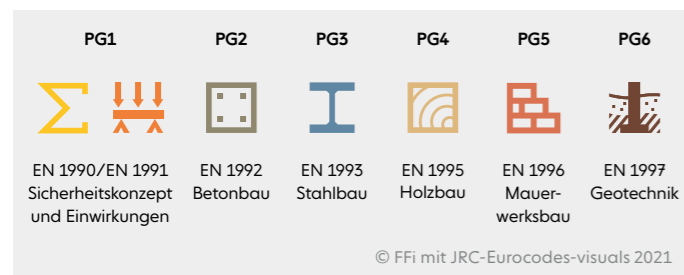 PG1 PG2 PG3 PG4 PG5 PG6
EN 1990/EN 1991 EN 1992 EN 1993 EN 1995 EN 1996 EN 1997
Sicherheitskonzept Betonbau Stahlbau Holzbau Mauer- Geotechnik
und Einwirkungen werksbau
© FFi mit JRC-Eurocodes-visuals 2021